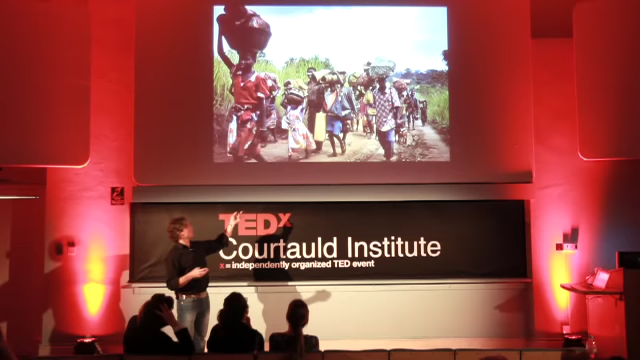 TEDx
Courtauld Institute
x = independently organized TED event